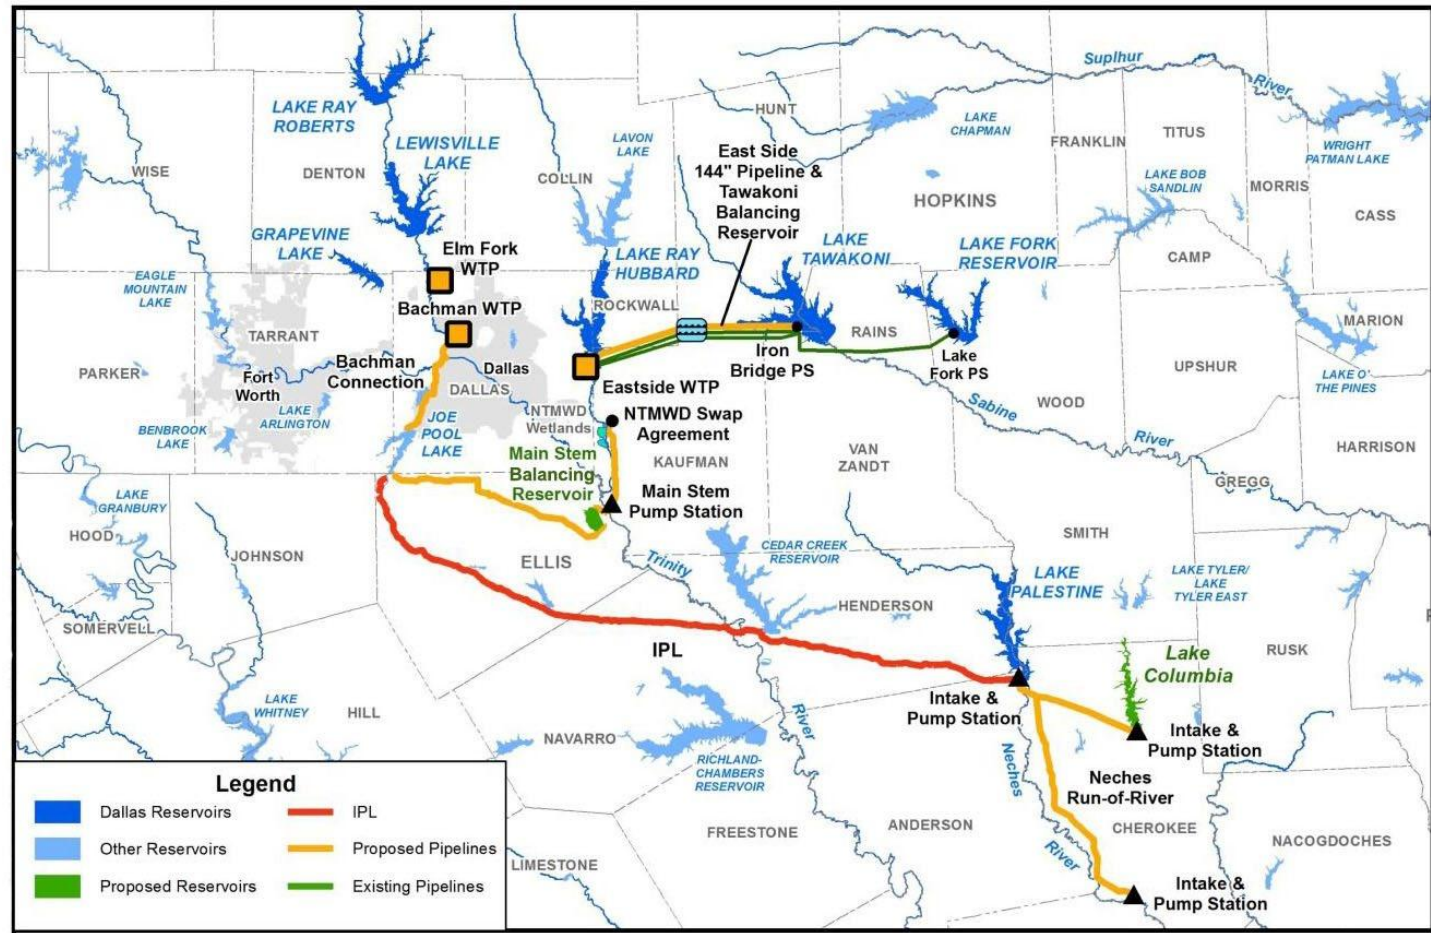 Suplhur
River
HUNT
LAKE RAY
ROBERTS
LAKE
CHAPMAN
TITUS
FRANKLIN
WRIGHT
PATMAN LAKE
LEWISVILLE
LAKE
LAVON
LAKE
East Side
144" Pipeline &
Tawakoni
Balancing
Reservoir
WISE
DENTON
COLLIN
LAKE BOB
SANDLIN
MORRIS
HOPKINS
CASS
GRAPEVINE
LAKE
Elm Fork
WTP
LAKE RAY
HUBBARD
LAKE
TAWAKONI
LAKE FORK
RESERVOIR
CAMP
EAGLE
MOUNTAIN
LAKE
Bachman WTP
ROCKWALL
MARION
TARRANT
RAINS
Iron
Bridge PS
Lake
Fork PS
PARKER
Bachman
Connection
Dallas
DALLAS
Fort
Worth
Eastside WTP
UPSHUR
LAKE O'
THE PINES
LAKE
ARLINGTON
JOE
POOL
LAKE
NTMWD
Wetlands
NTMWD Swap
Agreement
Sabine
River
WOOD
BENBROOK
LAKE
HARRISON
Main Stem
Balancing
Reservoir
KAUFMAN
VAN
ZANDT
GREGG
LAKE
GRANBURY
Main Stem
Pump Station
HOOD
JOHNSON
ELLIS
Trinity
River
CEDAR CREEK
RESERVOIR
SMITH
LAKE
PALESTINE
LAKE TYLER/
LAKE
TYLER EAST
HENDERSON
SOMERVELL
IPL
Lake
Columbia
RUSK
LAKE
WHITNEY
HILL
Intake &
Pump Station
Intake &
Pump Station
NAVARRO
RICHLAND-
CHAMBERS
RESERVOIR
Neches
River
Neches
Run-of-River
FREESTONE
ANDERSON
CHEROKEE
NACOGDOCHES
LIMESTONE
Intake &
Pump Station
Legend
Dallas Reservoirs
IPL
Other Reservoirs
Proposed Pipelines
Proposed Reservoirs
Existing Pipelines